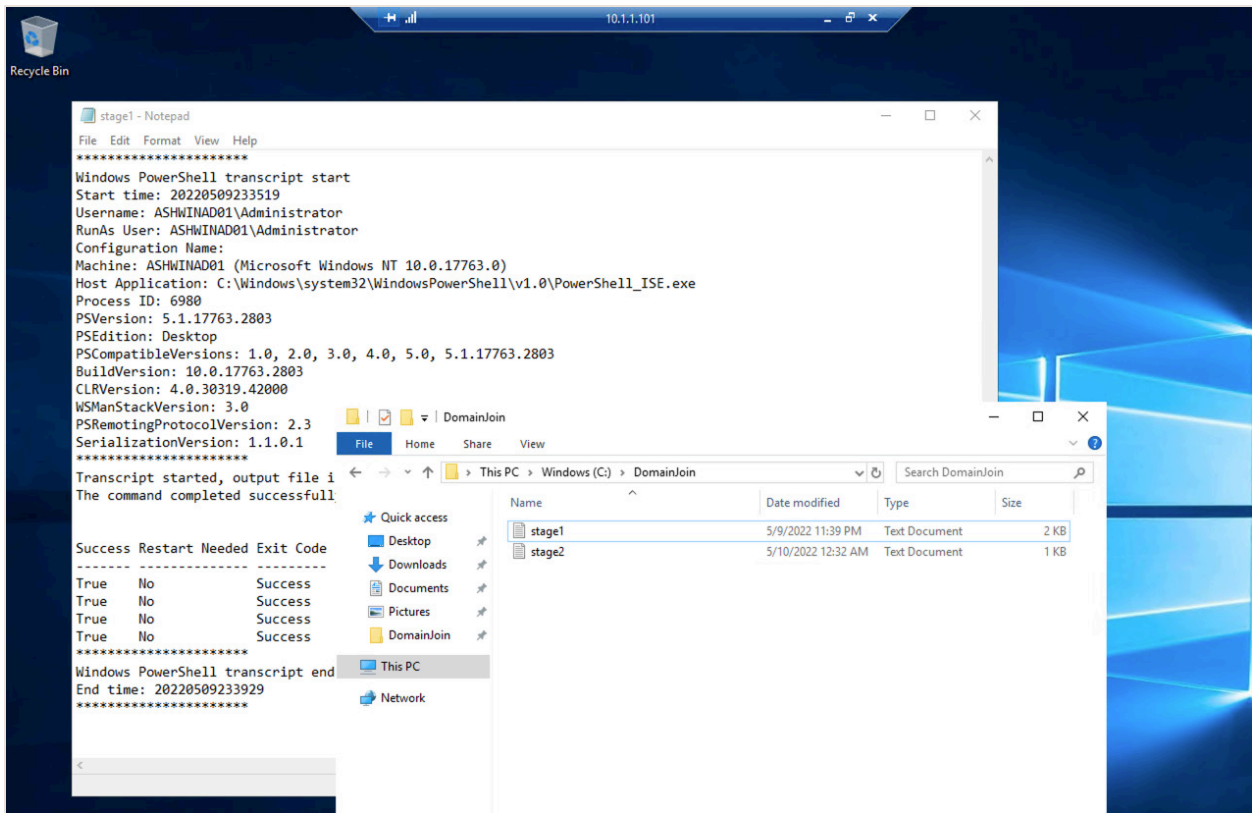 10.1.1.101
Recycle Bin
stage1 - Notepad
File Edit Format View Help
**********************
Windows PowerShell transcript start
Start time: 20220509233519
Username: ASHWINAD01\Administrator
RunAs User: ASHWINAD01\Administrator
Configuration Name:
Machine: ASHWINAD01 (Microsoft Windows NT 10.0.17763.0)
Host Application: C:\Windows\system32\WindowsPowerShell\v1.0\PowerShell_ISE.exe
Process ID: 6980
PSVersion: 5.1.17763.2803
PSEdition: Desktop
PSCompatibleVersions: 1.0, 2.0, 3.0, 4.0, 5.0, 5.1.17763.2803
BuildVersion: 10.0.17763.2803
CLRVersion: 4.0.30319.42000
WSManStackVersion: 3.0
PSRemotingProtocolVersion: 2.3
SerializationVersion: 1.1.0.1
**********************
Transcript started, output file i
The command completed successfull
Success Restart Needed Exit Code
------- -------------- ---------
True No Success
True No Success
True No Success
True No Success
**********************
Windows PowerShell transcript end
End time: 20220509233929
**********************
DomainJoin
File Home Share View
This PC > Windows (C:) > DomainJoin
Search DomainJoin
Name Date modified Type Size
stage1 5/9/2022 11:39 PM Text Document 2 KB
stage2 5/10/2022 12:32 AM Text Document 1 KB
Quick access
Desktop
Downloads
Documents
Pictures
DomainJoin
This PC
Network